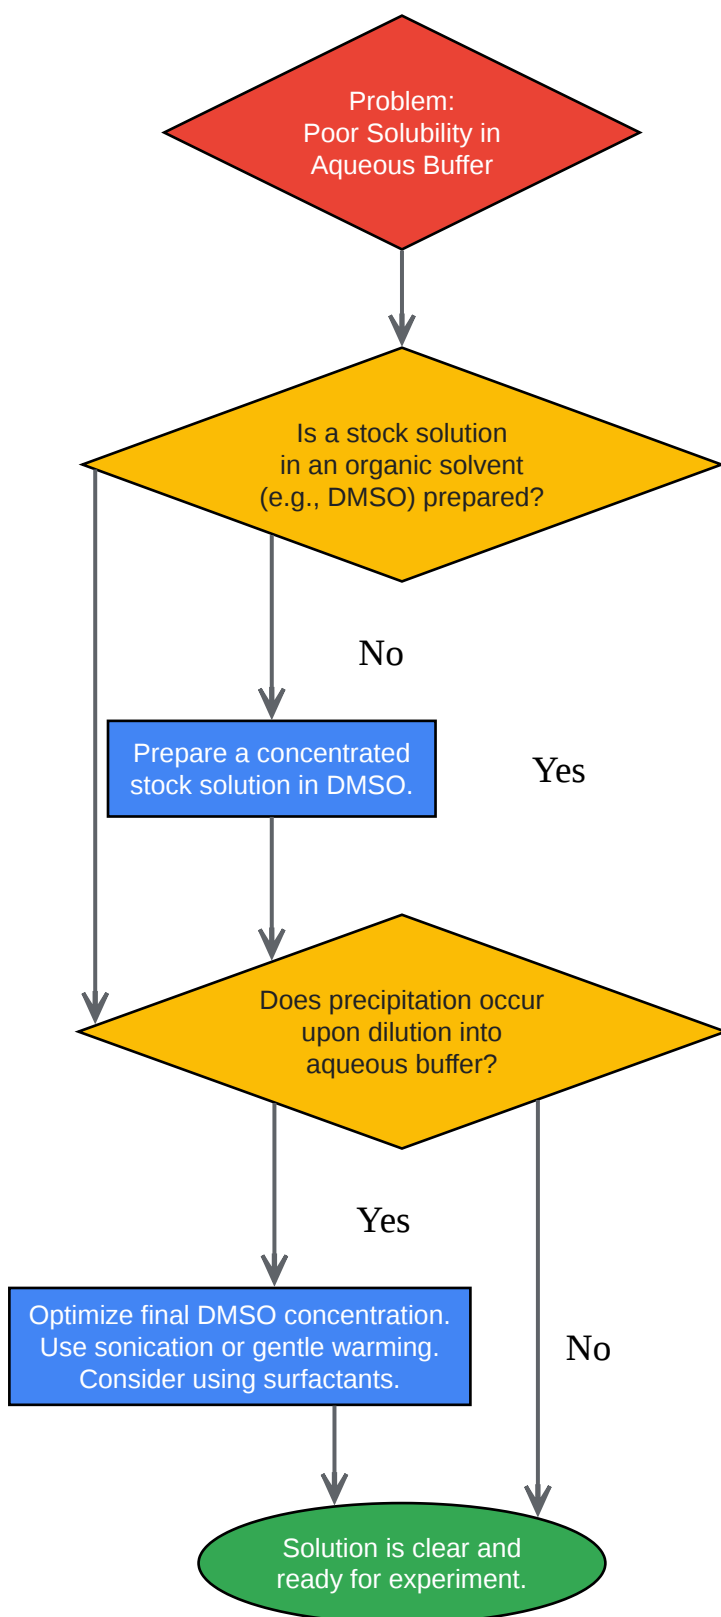 Problem:
Poor Solubility in
Aqueous Buffer
Is a stock solution
in an organic solvent
(e.g., DMSO) prepared?
No
Prepare a concentrated
stock solution in DMSO.
Yes
Does precipitation occur
upon dilution into
aqueous buffer?
Yes
Optimize final DMSO concentration.
Use sonication or gentle warming.
Consider using surfactants.
No
Solution is clear and
ready for experiment.